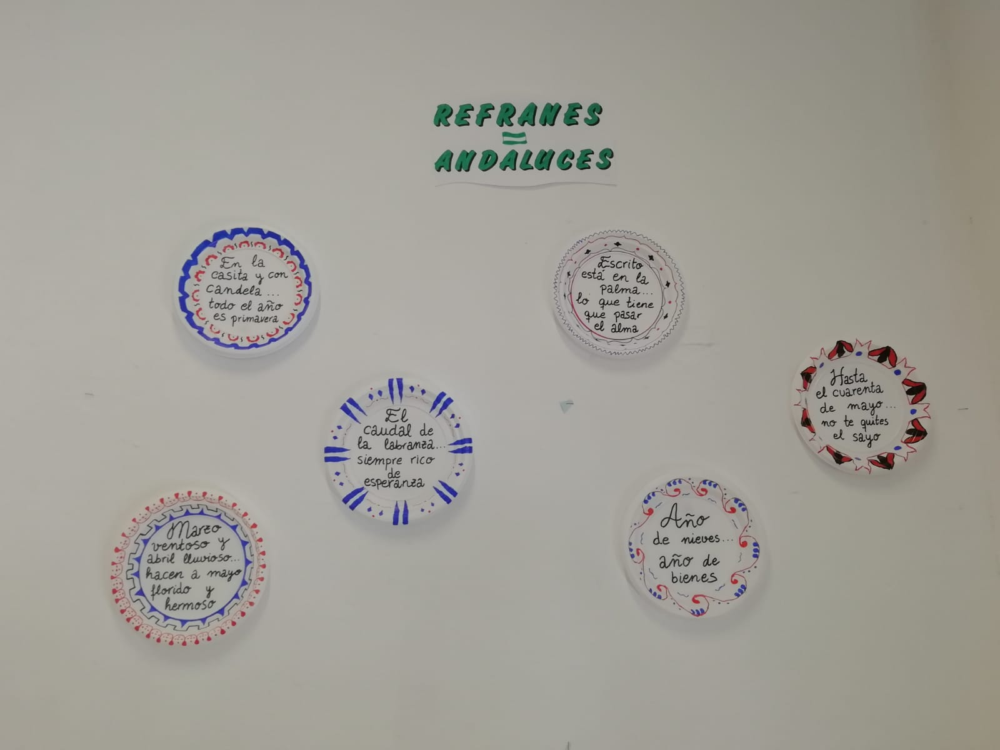 REFRANES
ANDALUCES
En la
casita y con
candela...
todo el año
es primavera
Escrito
está en la
palma...
lo que tiene
que pasar
el alma
Hasta
el cuarenta
de mayo...
no te quites
el sayo
El
caudal de
la labranza...
siempre rico
de
esperanza
Marzo
ventoso y
abril lluvioso...
hacen a mayo
florido y
hermoso
Año
de nieves...
año de
bienes